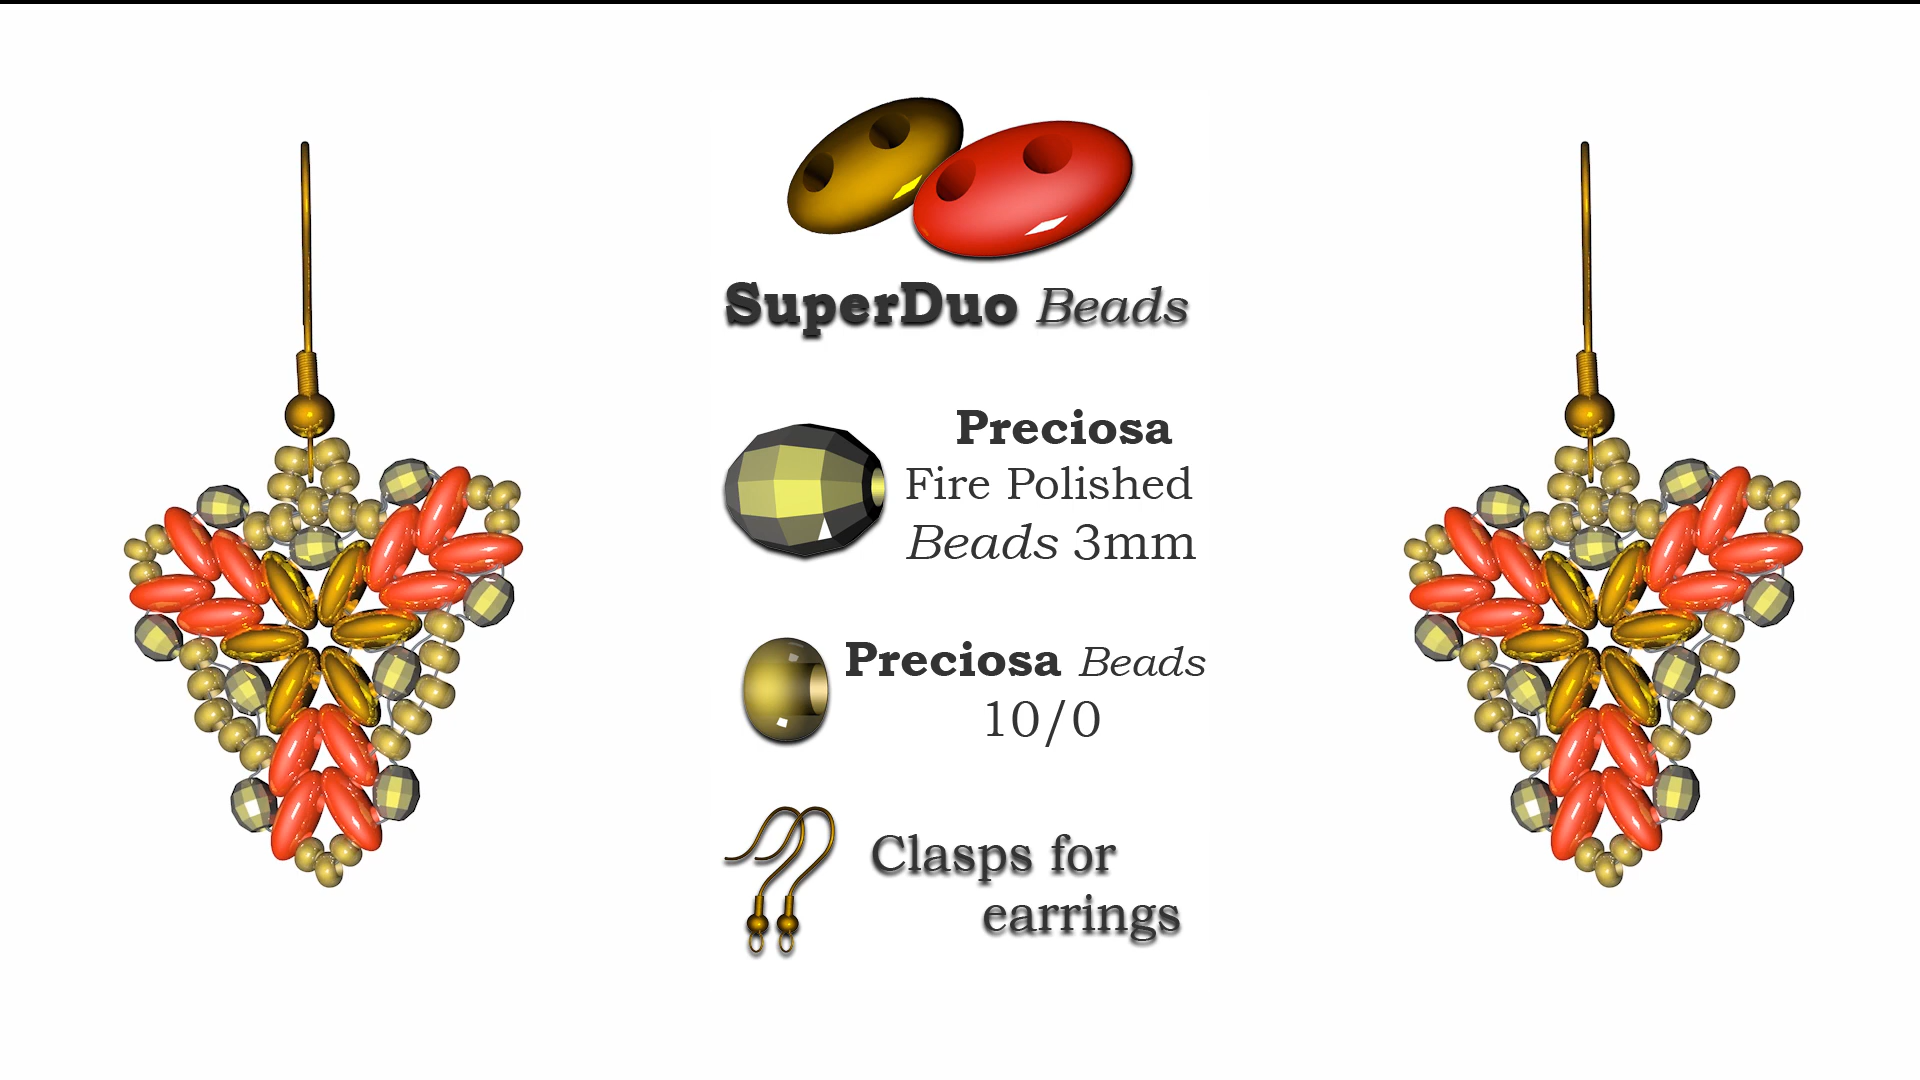 SuperDuo Beads
Preciosa
Fire Polished
Beads 3mm
Preciosa Beads
10/0
Clasps for
earrings